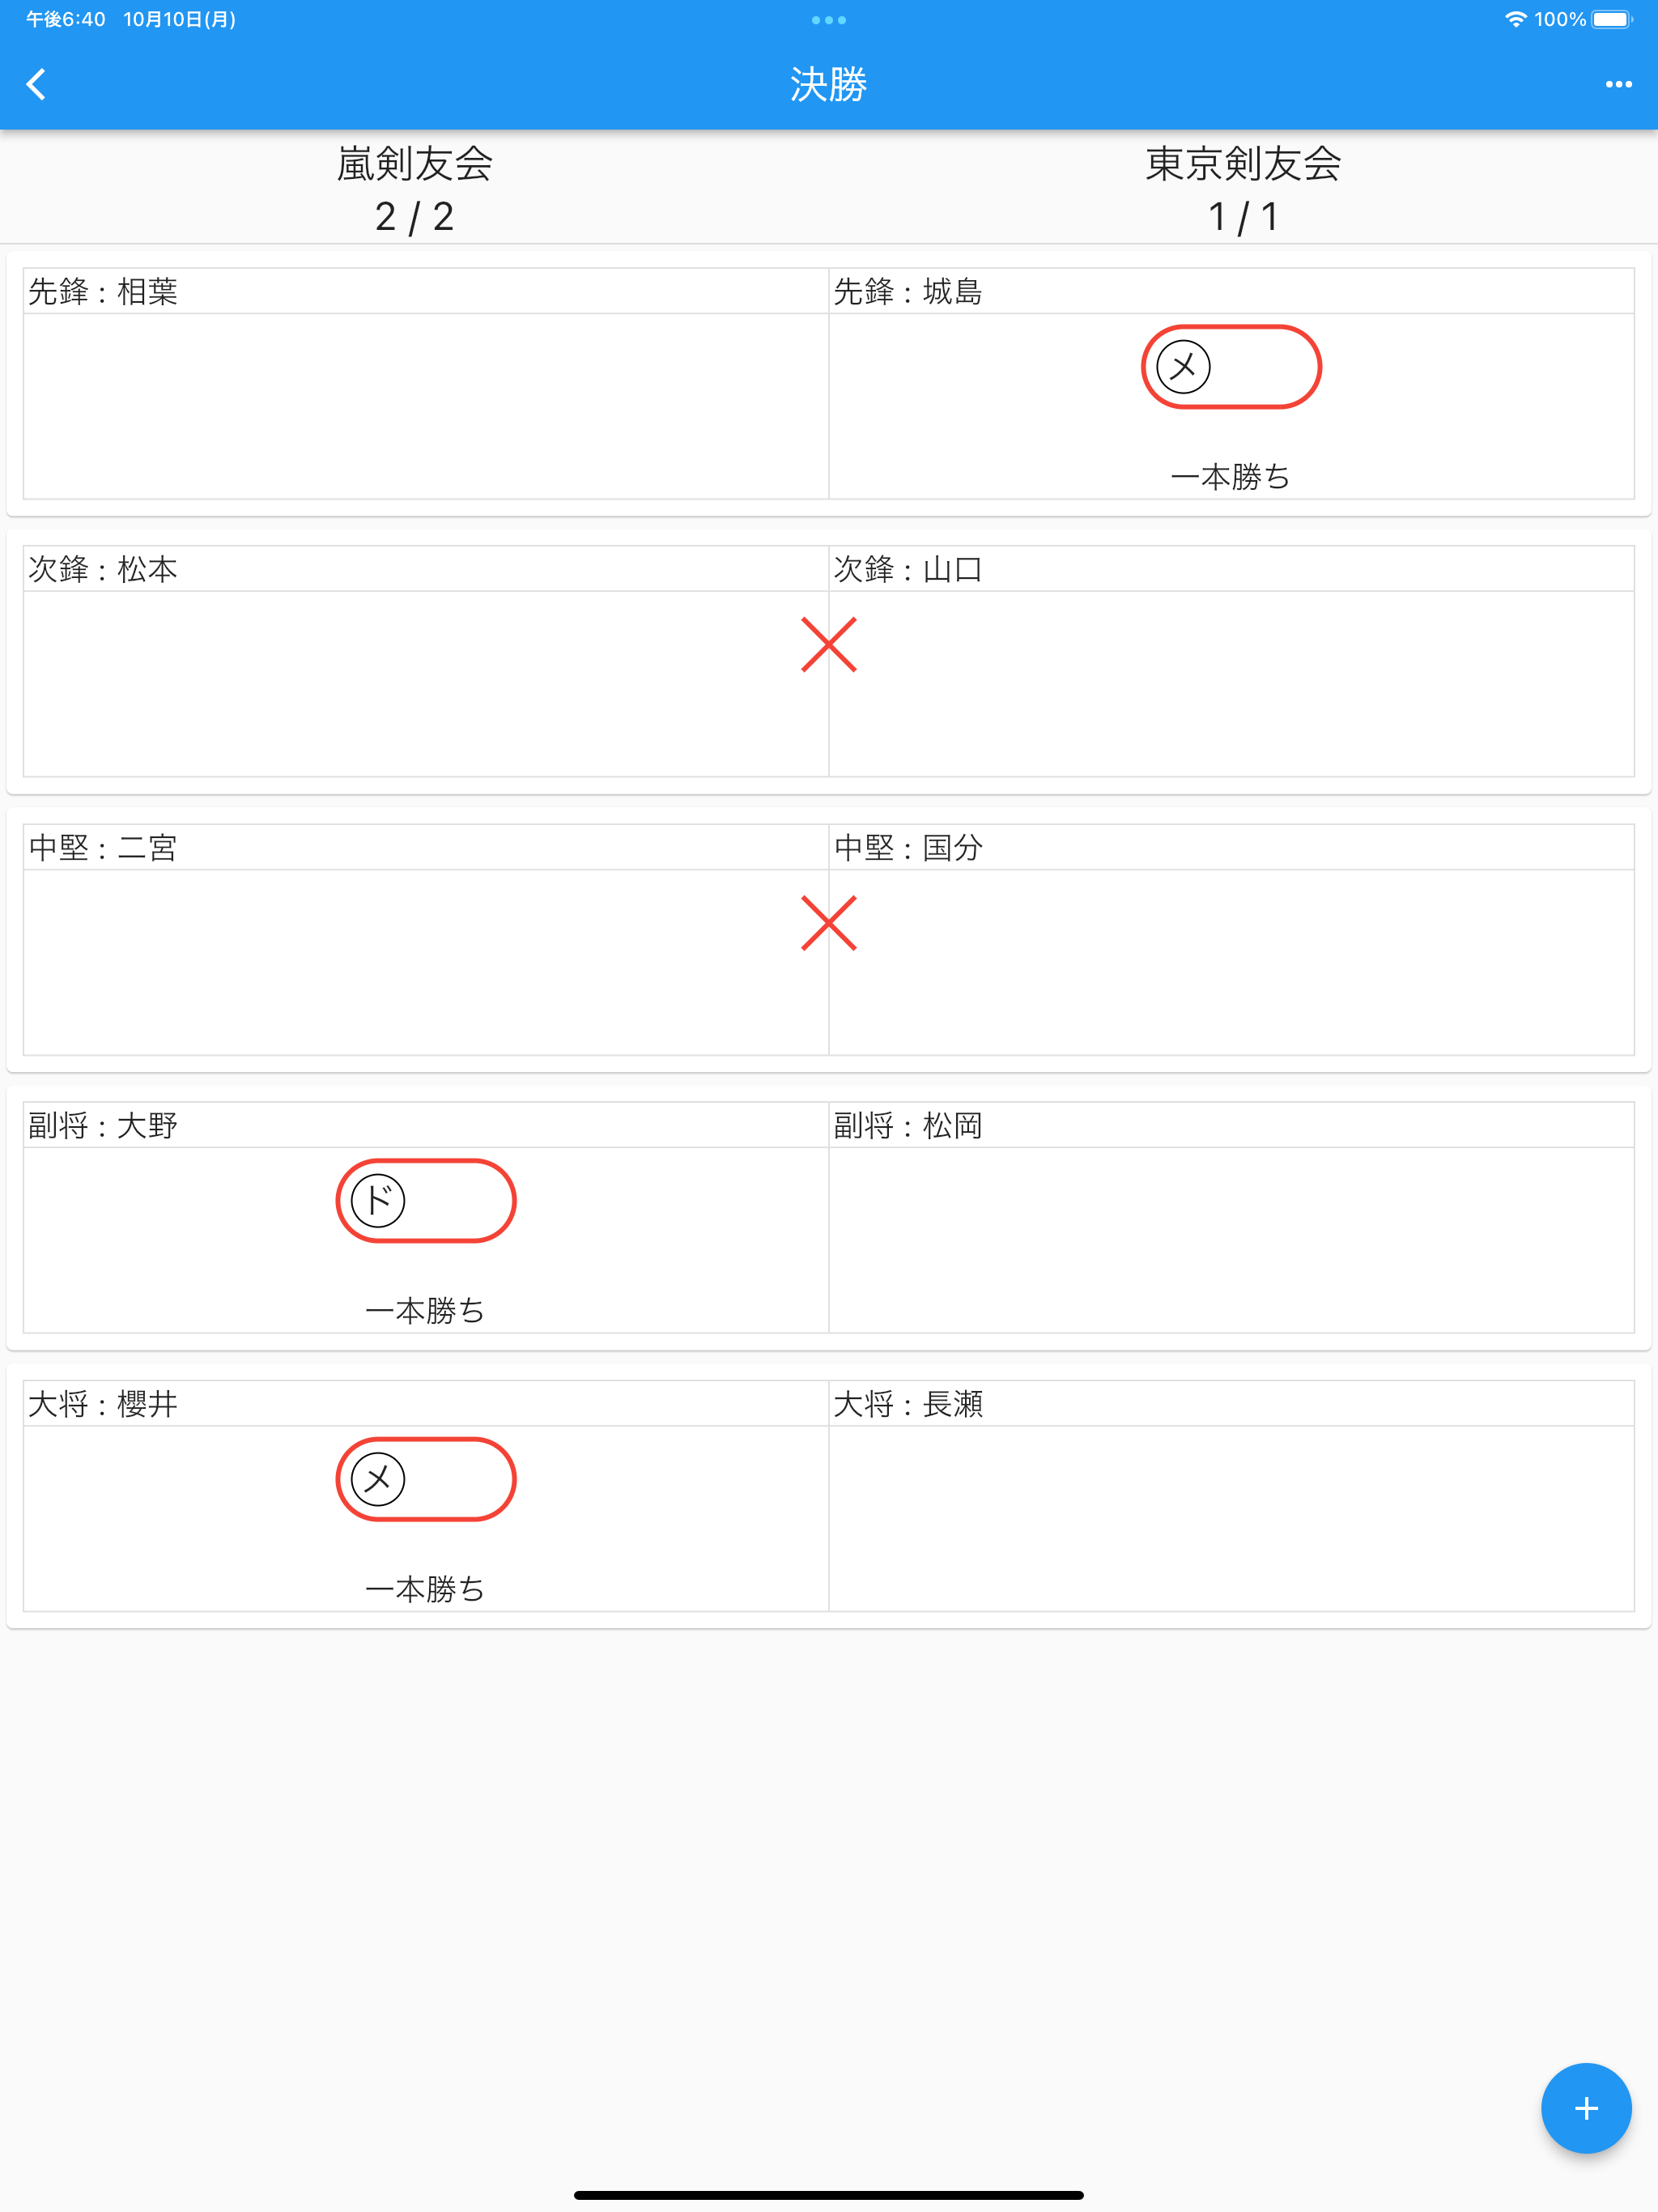 午後6:40 10月10日(月)
100%
決勝
嵐剣友会 東京剣友会
2 / 2 1 / 1
先鋒 : 相葉 先鋒 : 城島
メ
一本勝ち
次鋒 : 松本 次鋒 : 山口
中堅 : 二宮 中堅 : 国分
副将 : 大野 副将 : 松岡
ド
一本勝ち
大将 : 櫻井 大将 : 長瀬
メ
一本勝ち